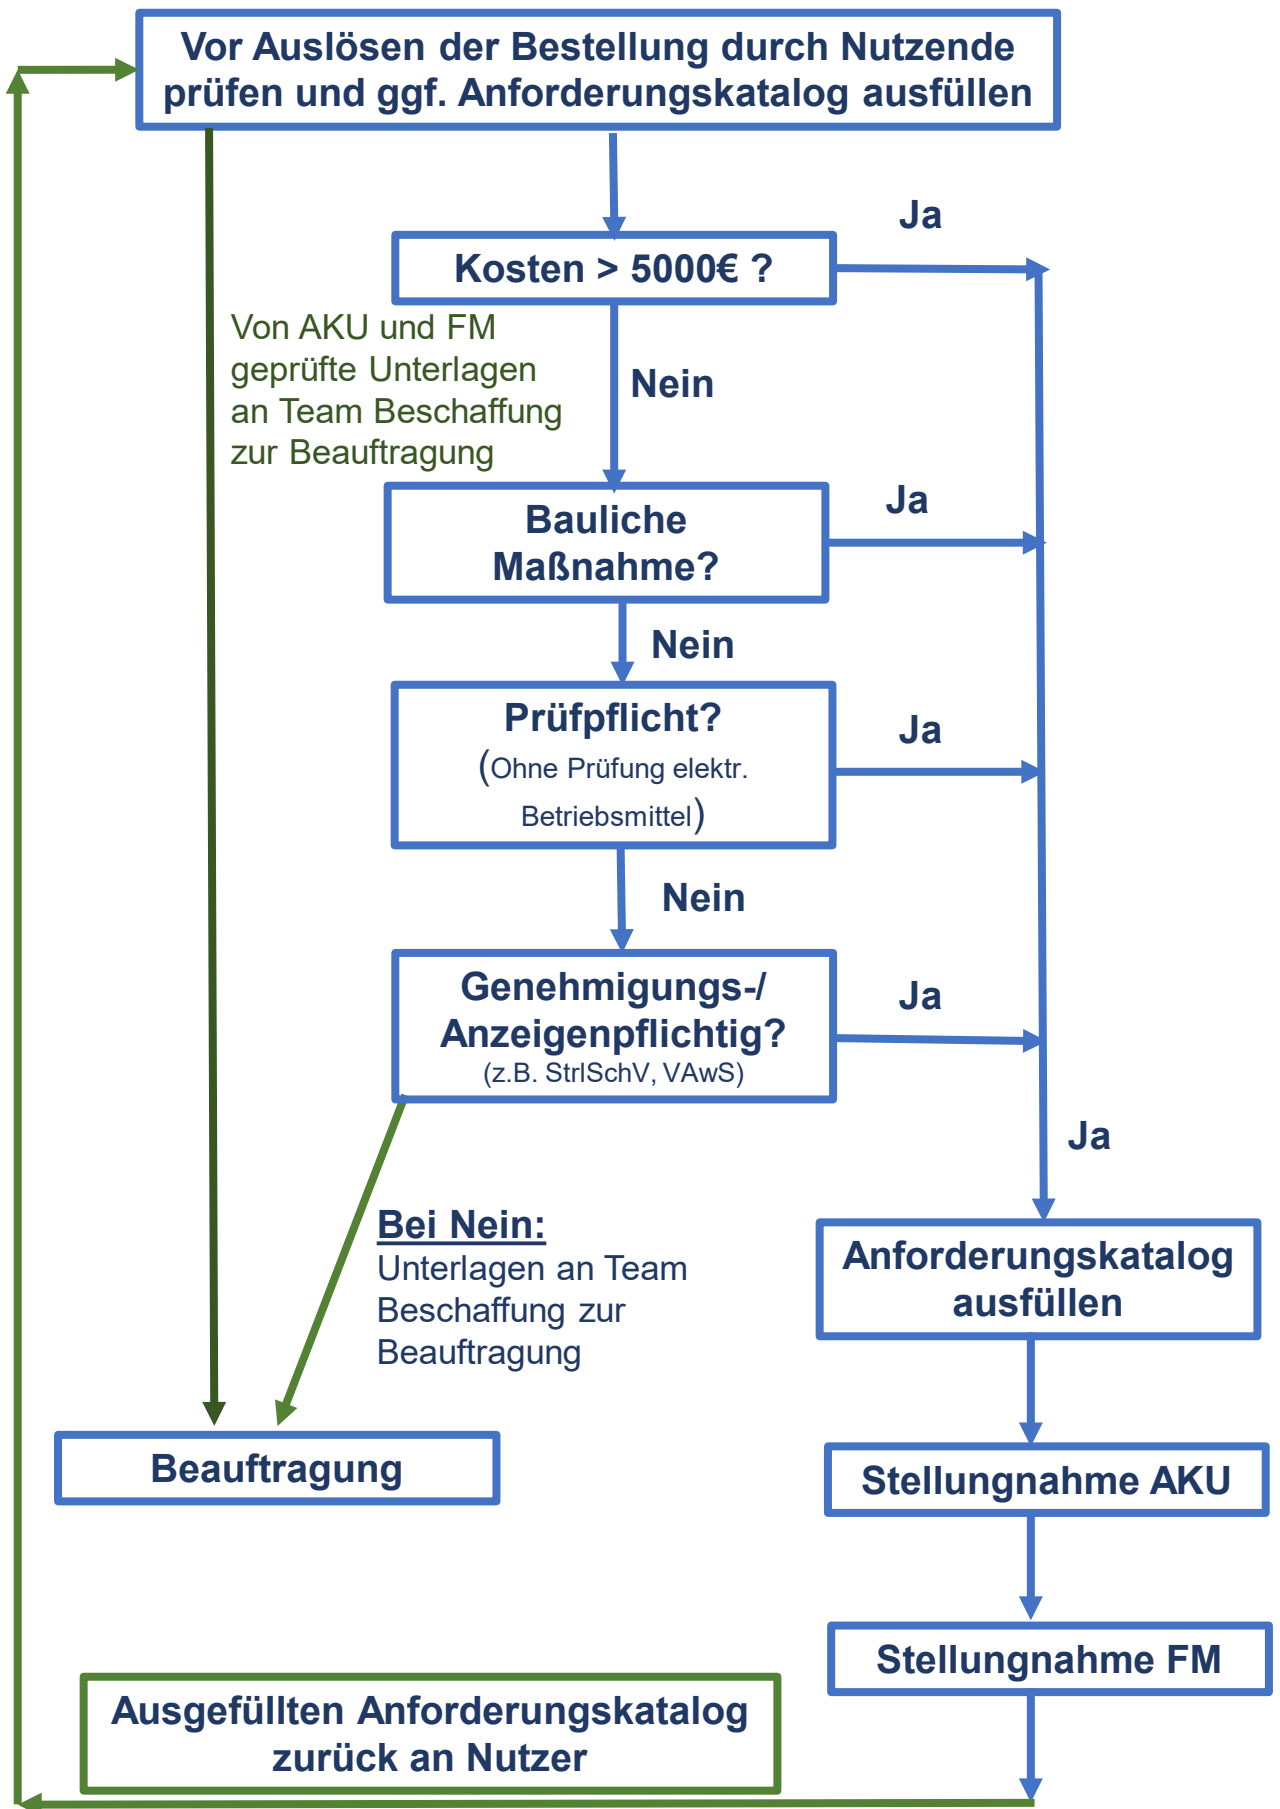 Vor Auslösen der Bestellung durch Nutzende
prüfen und ggf. Anforderungskatalog ausfüllen
Ja
Kosten > 5000€ ?
Von AKU und FM
geprüfte Unterlagen
an Team Beschaffung
zur Beauftragung
Nein
Ja
Bauliche
Maßnahme?
Nein
Ja
Prüfpflicht?
(Ohne Prüfung elektr.
Betriebsmittel)
Nein
Ja
Genehmigungs-/
Anzeigenpflichtig?
(z.B. StrlSchV, VAwS)
Ja
Bei Nein:
Unterlagen an Team
Beschaffung zur
Beauftragung
Anforderungskatalog
ausfüllen
Beauftragung
Stellungnahme AKU
Stellungnahme FM
Ausgefüllten Anforderungskatalog
zurück an Nutzer